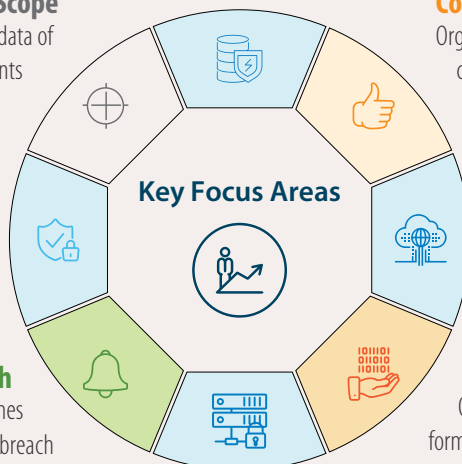 Scope
data of
nts
Co
Org
c
Key Focus Areas
h
nes
breach
C
form